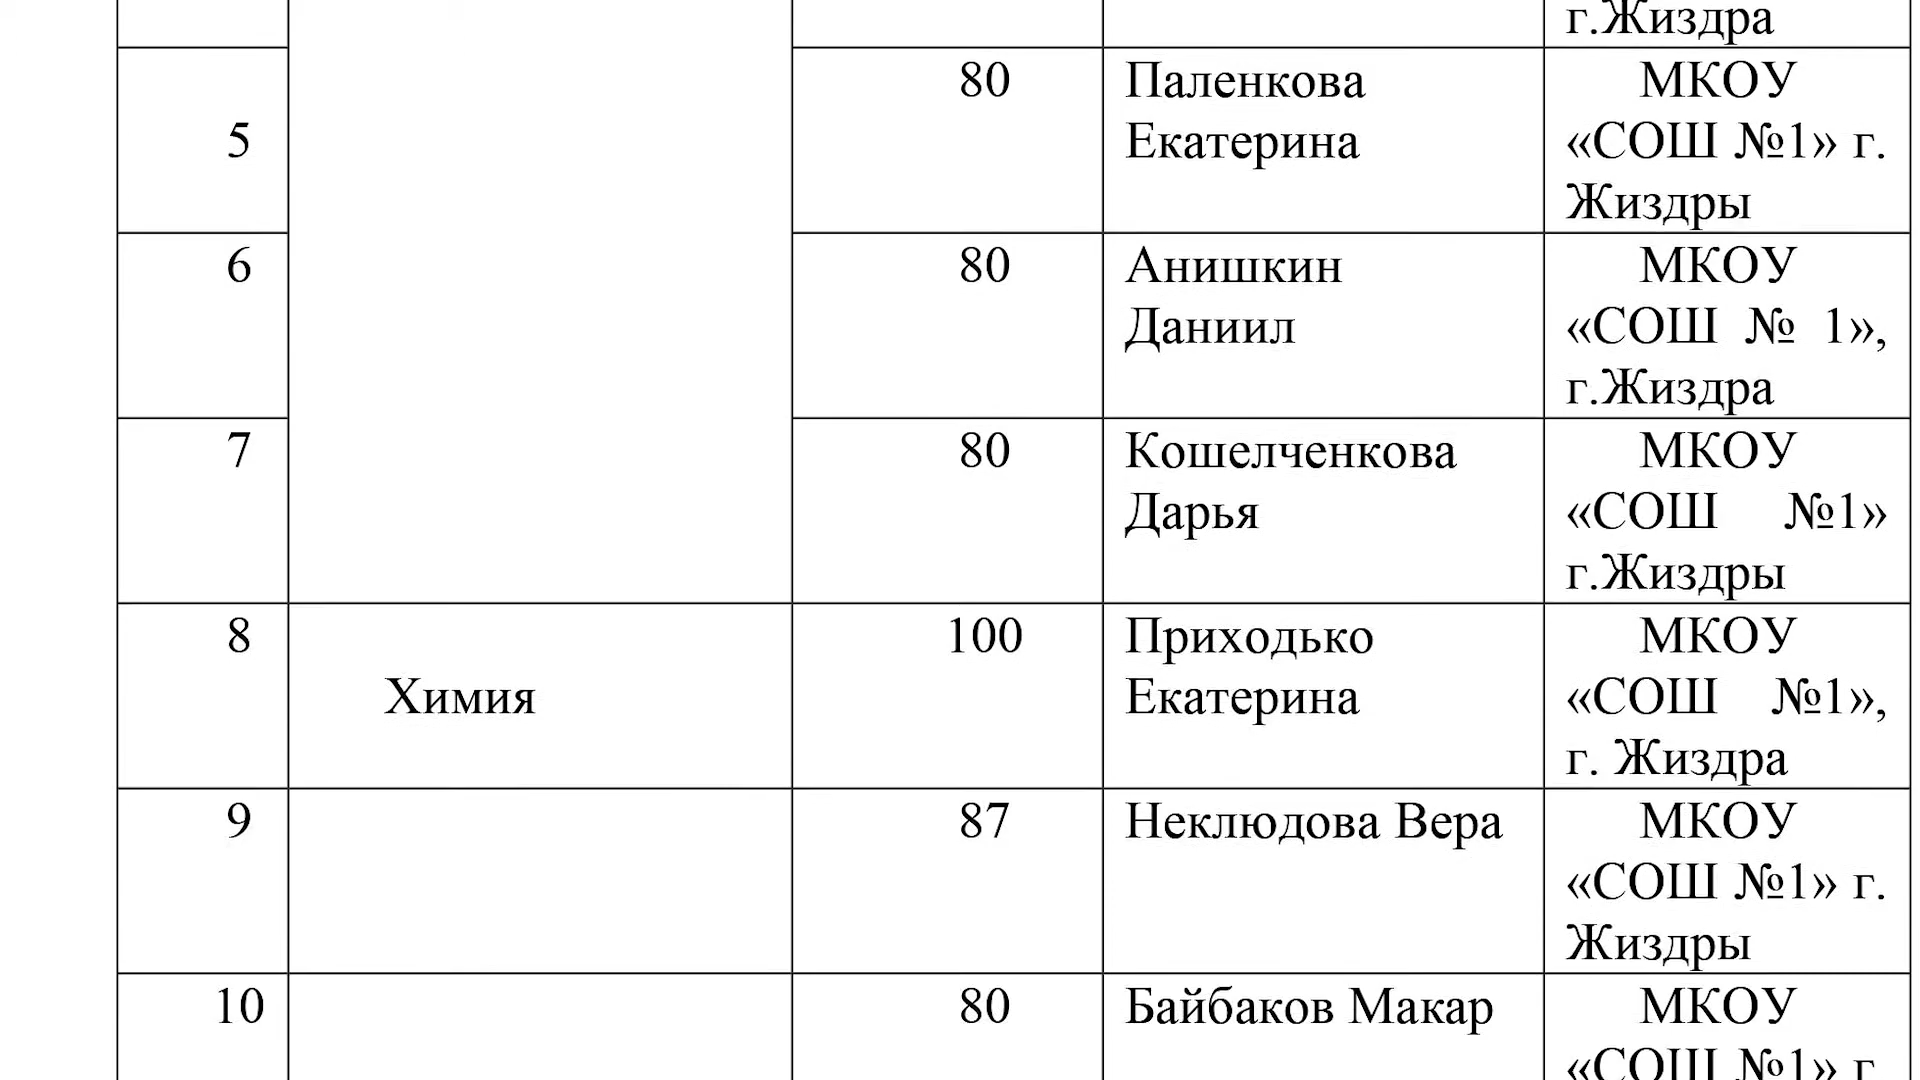 г.Жиздра
5
80
Паленкова
Екатерина
МКОУ
«СОШ №1» г.
Жиздры
6
80
Анишкин
Даниил
МКОУ
«СОШ № 1»,
г.Жиздра
7
80
Кошелченкова
Дарья
МКОУ
«СОШ №1»
г.Жиздры
8
Химия
100
Приходько
Екатерина
МКОУ
«СОШ №1»,
г. Жиздра
9
87
Неклюдова Вера
МКОУ
«СОШ №1» г.
Жиздры
10
80
Байбаков Макар
МКОУ
«СОШ №1» г